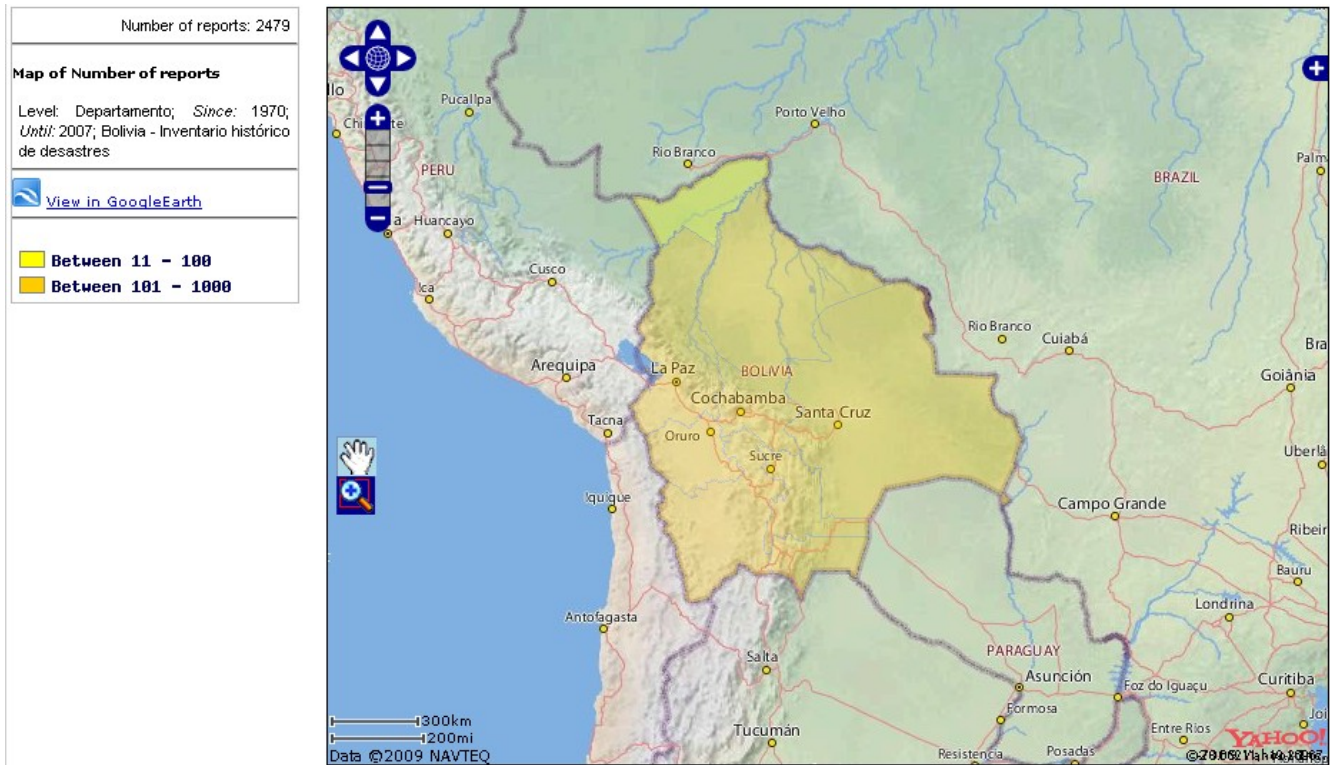 Number of reports: 2479
Map of Number of reports
Level: Departamento; Since: 1970;
Until: 2007; Bolivia - Inventario histórico
de desastres
View in GoogleEarth
Between 11 - 100
Between 101 - 1000
Pucallpa
Porto Velho
Rio Branco
PERU
BRAZIL
Huancayo
Cusco
Ica
Rio Branco
Cuiabá
Arequipa
La Paz
BOLIVIA
Goiânia
Cochabamba
Santa Cruz
Tacna
Oruro
Sucre
Iquique
Campo Grande
Bauru
Londrina
Antofagasta
PARAGUAY
Salta
Asunción
Foz do Iguaçu
Curitiba
Formosa
300km
200mi
Tucumán
Entre Ríos
YAHOO!
Data ©2009 NAVTEQ
Resistencia
Posadas